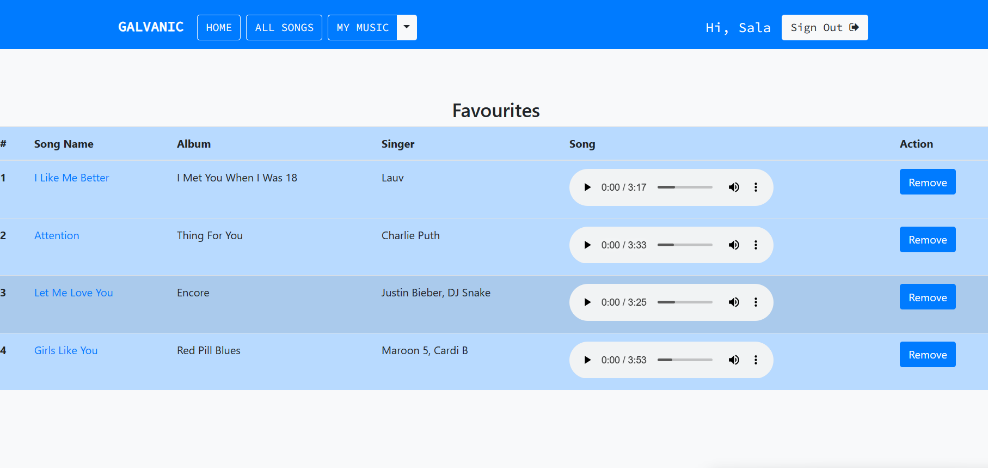 GALVANIC HOME ALL SONGS MY MUSIC Hi, Sala Sign Out
Favourites
# Song Name Album Singer Song Action
1 I Like Me Better I Met You When I Was 18 Lauv 0:00 / 3:17 Remove
2 Attention Thing For You Charlie Puth 0:00 / 3:33 Remove
3 Let Me Love You Encore Justin Bieber, DJ Snake 0:00 / 3:25 Remove
4 Girls Like You Red Pill Blues Maroon 5, Cardi B 0:00 / 3:53 Remove